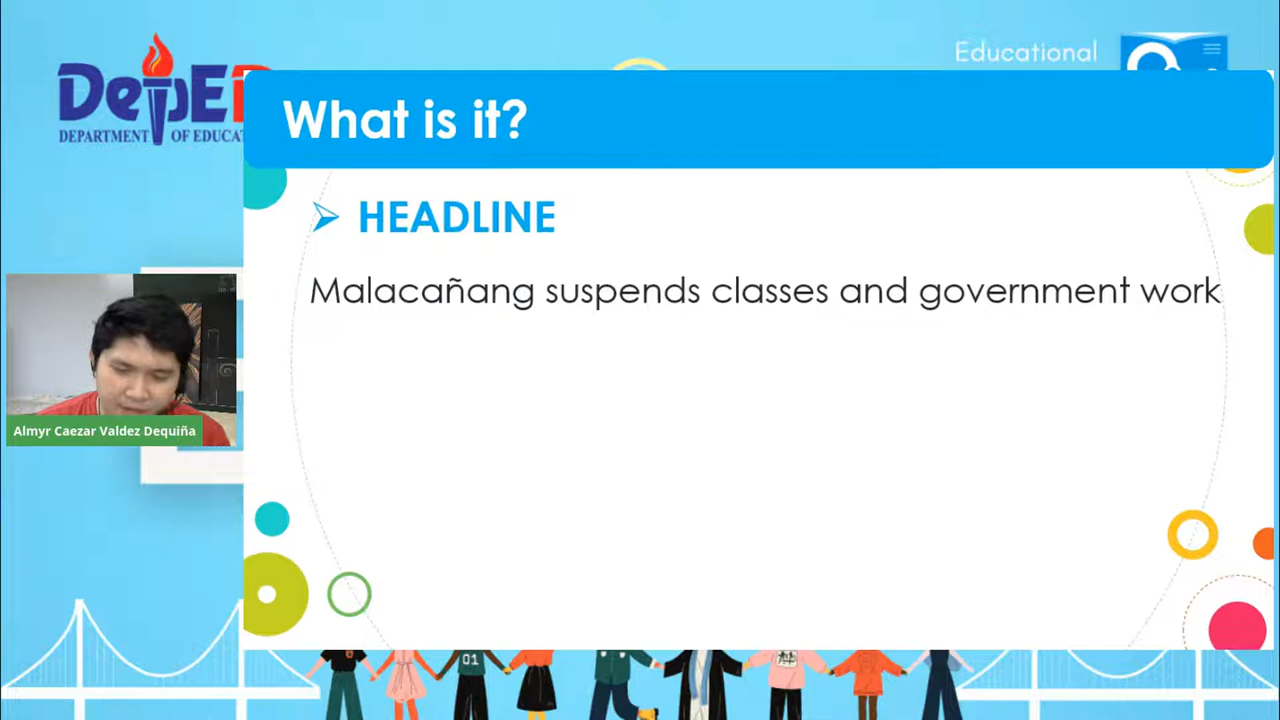 DepED
DEPARTMENT OF EDUCAT
Educational
What is it?
HEADLINE
Malacañang suspends classes and government work
Almyr Caezar Valdez Dequiña
01